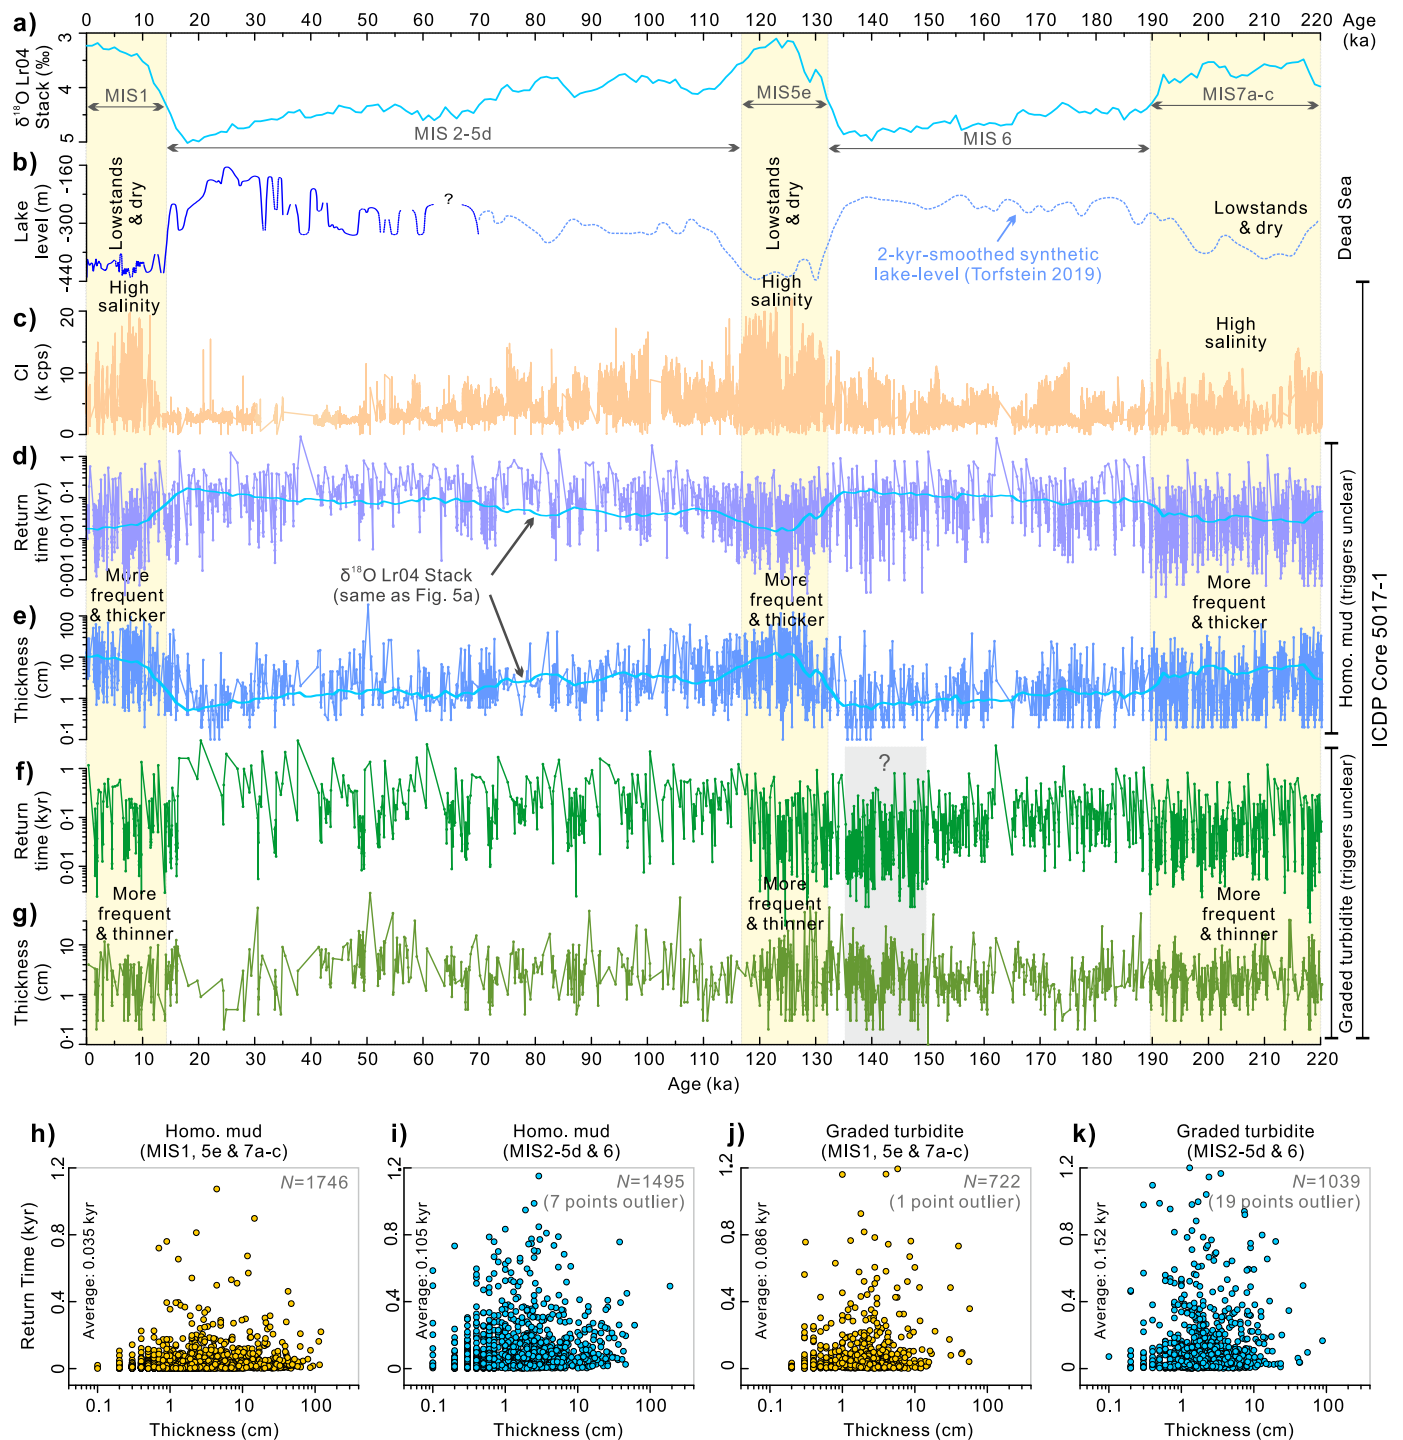 a)
0 10 20 30 40 50 60 70 80 90 100 110 120 130 140 150 160 170 180 190 200 210 220
Age
(ka)
δ¹⁸O Lr04
Stack (‰)
3
4
5
MIS1
MIS 2-5d
MIS5e
MIS 6
MIS7a-c
b)
Lake
level (m)
-160
-300
-440
Lowstands
& dry
?
Lowstands
& dry
2-kyr-smoothed synthetic
lake-level (Torfstein 2019)
Lowstands
& dry
Dead Sea
High
salinity
High
salinity
High
salinity
c)
Cl
(k cps)
20
10
0
d)
Return
time (kyr)
1
0·1
0·01
0·001
δ¹⁸O Lr04 Stack
(same as Fig. 5a)
More
frequent
& thicker
More
frequent
& thicker
More
frequent
& thicker
e)
Thickness
(cm)
100
10
1
0·1
Homo. mud (triggers unclear)
ICDP Core 5017-1
f)
Return
time (kyr)
1
0·1
0·01
?
More
frequent
& thinner
More
frequent
& thinner
More
frequent
& thinner
g)
Thickness
(cm)
10
1
0·1
Graded turbidite (triggers unclear)
0 10 20 30 40 50 60 70 80 90 100 110 120 130 140 150 160 170 180 190 200 210 220
Age (ka)
h)
Homo. mud
(MIS1, 5e & 7a-c)
N=1746
Average: 0.035 kyr
Return Time (kyr)
1.2
0.8
0.4
0
0.1 1 10 100
Thickness (cm)
i)
Homo. mud
(MIS2-5d & 6)
N=1495
(7 points outlier)
Average: 0.105 kyr
1.2
0.8
0.4
0
0.1 1 10 100
Thickness (cm)
j)
Graded turbidite
(MIS1, 5e & 7a-c)
N=722
(1 point outlier)
Average: 0.086 kyr
1.2
0.8
0.4
0
0.1 1 10 100
Thickness (cm)
k)
Graded turbidite
(MIS2-5d & 6)
N=1039
(19 points outlier)
Average: 0.152 kyr
1.2
0.8
0.4
0
0.1 1 10 100
Thickness (cm)